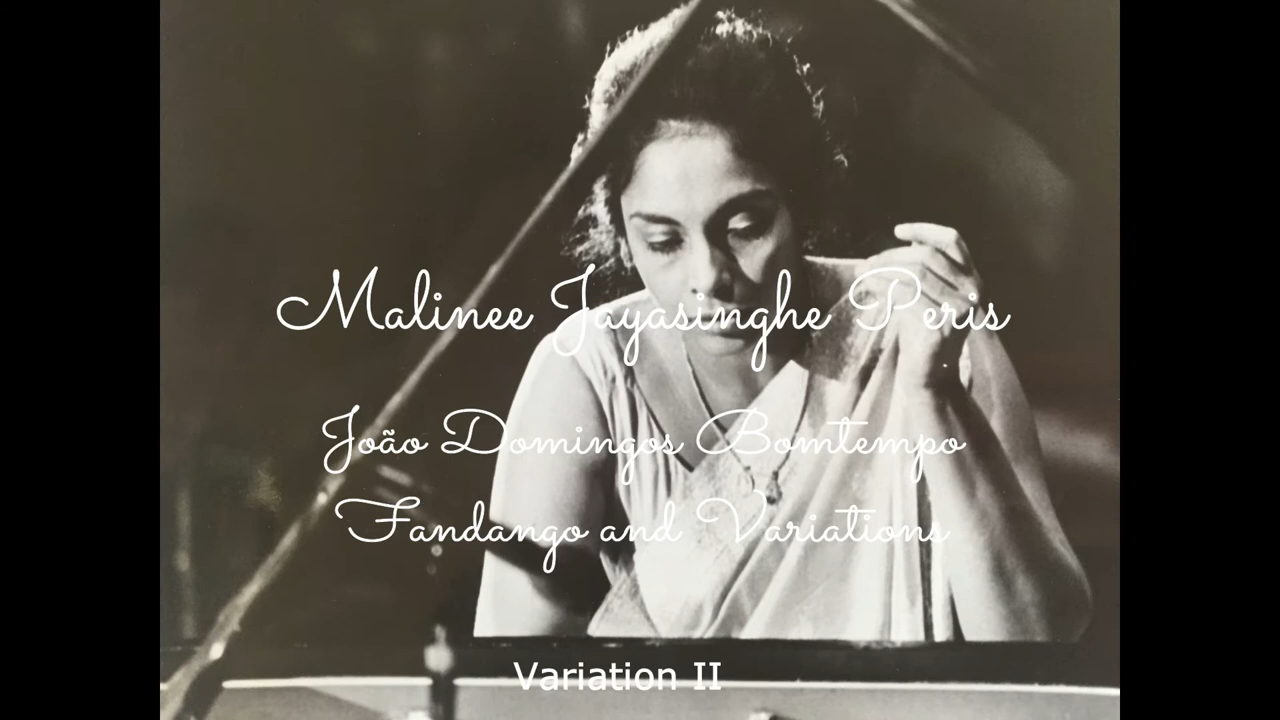 Malinee Jayasinghe Peris
João Domingos Bomtempo
Fandango and Variations
Variation II